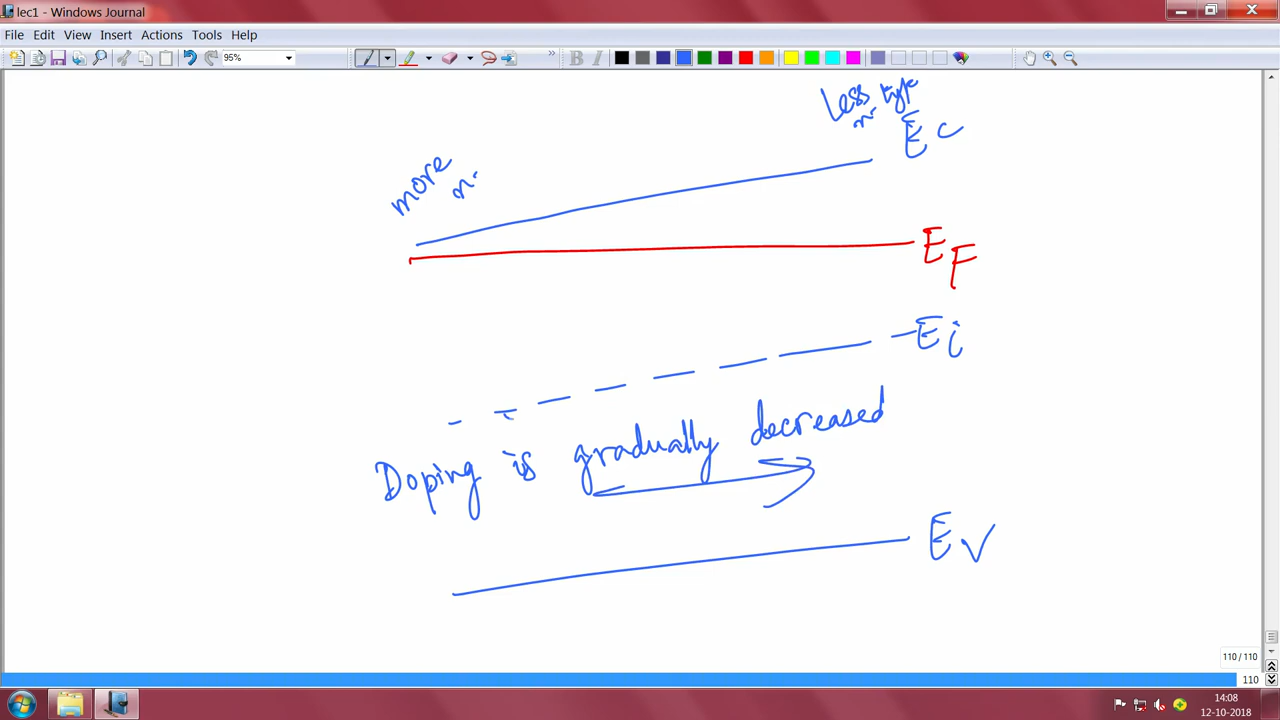 lec1 - Windows Journal
File Edit View Insert Actions Tools Help
95%
B I
Less n- type
Ec
more n-
EF
Ei
Doping is gradually decreased
Ev
110 / 110
110
14:08
12-10-2018